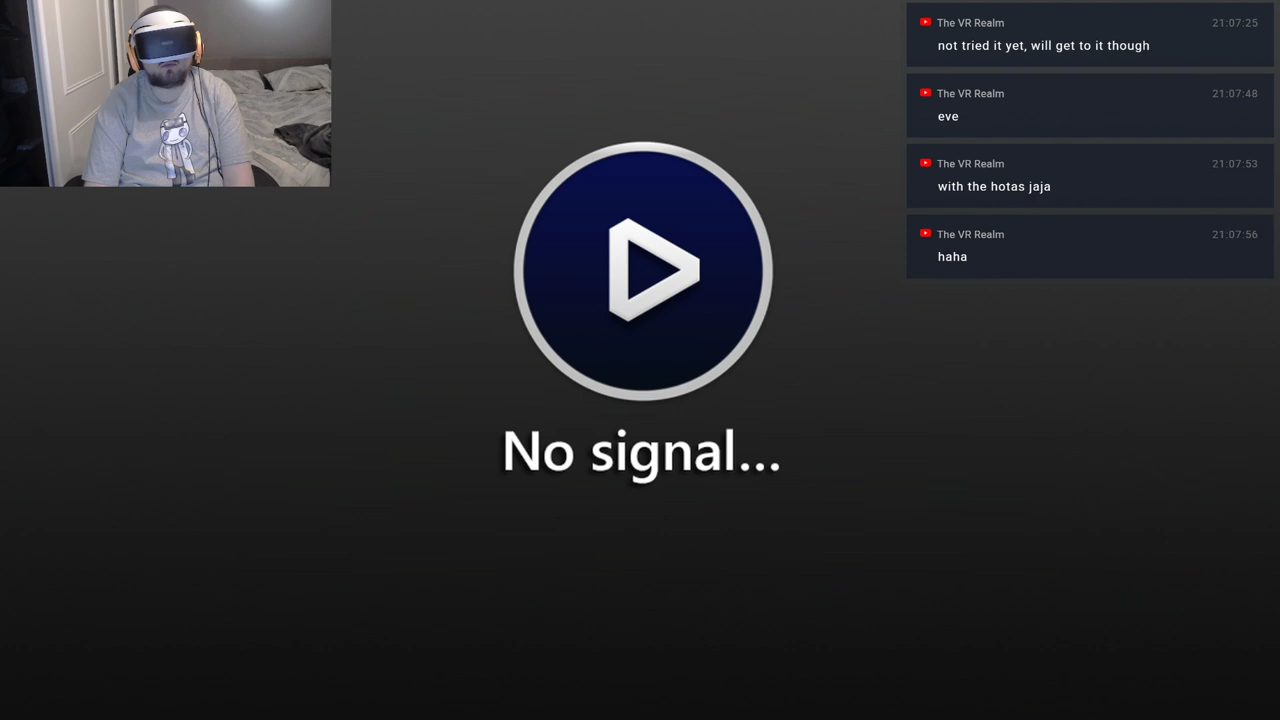 The VR Realm 21:07:25
not tried it yet, will get to it though
The VR Realm 21:07:48
eve
The VR Realm 21:07:53
with the hotas jaja
The VR Realm 21:07:56
haha
No signal...